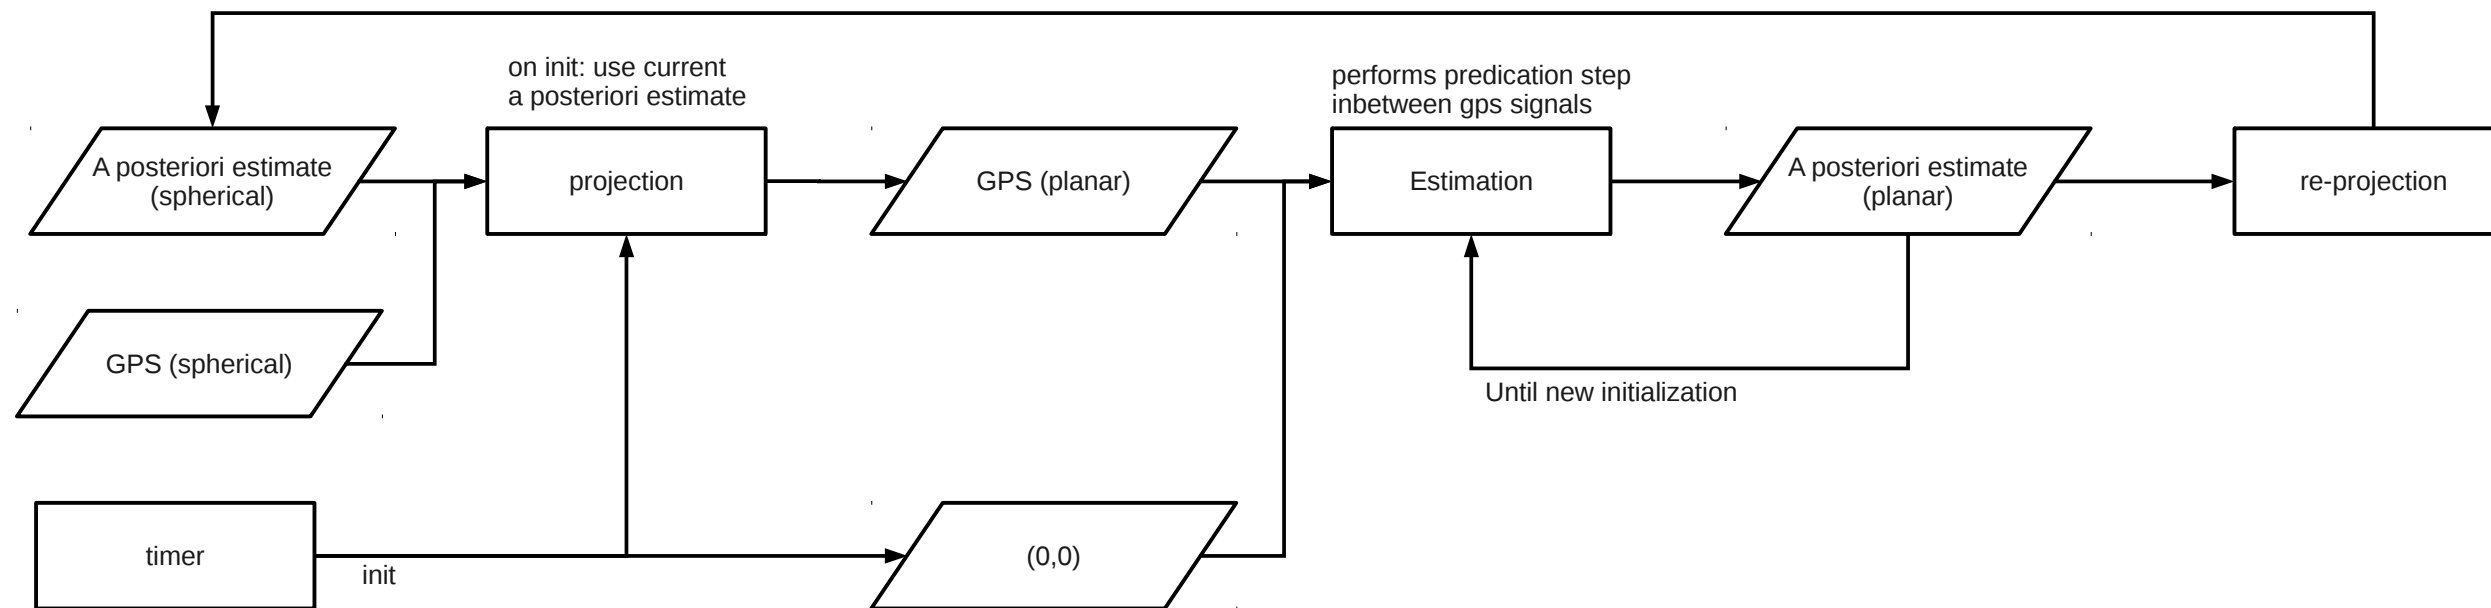 on init: use current
a posteriori estimate
performs predication step
inbetween gps signals
A posteriori estimate
(spherical)
projection
GPS (planar)
Estimation
A posteriori estimate
(planar)
re-projection
GPS (spherical)
Until new initialization
timer
init
(0,0)